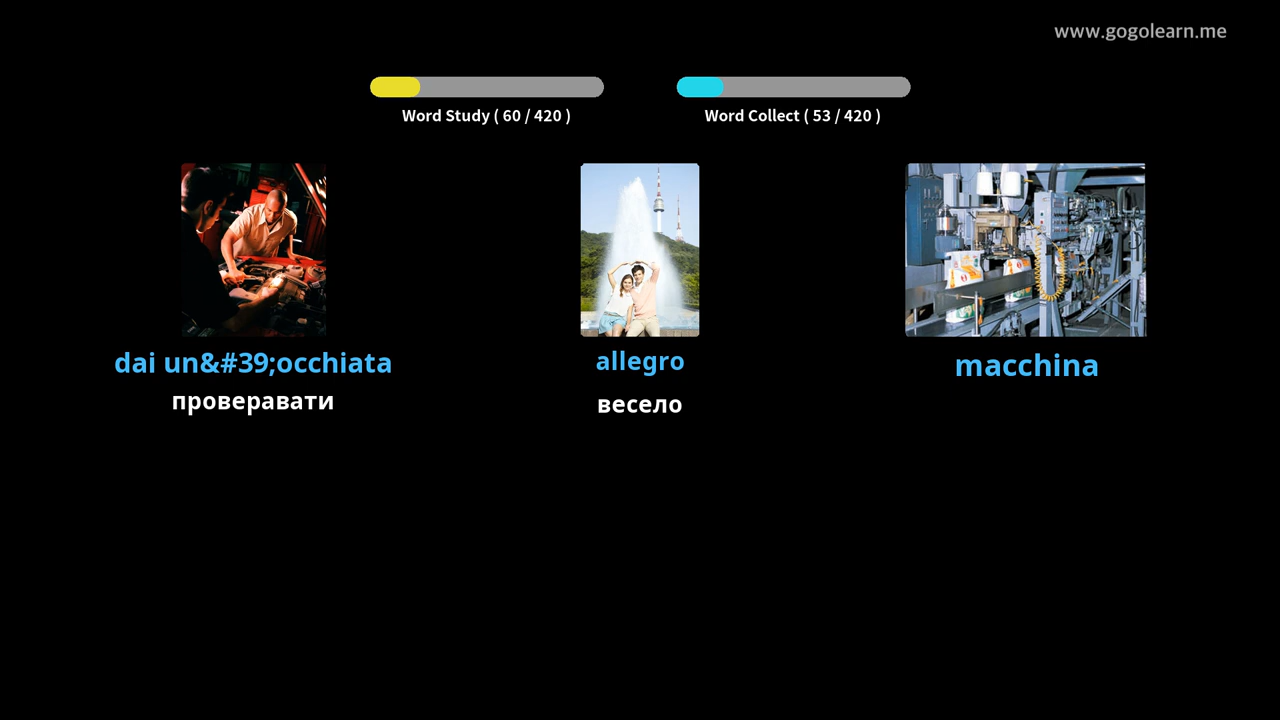 www.gogolearn.me
Word Study ( 60 / 420 )
Word Collect ( 53 / 420 )
dai un&#39;occhiata
allegro
macchina
проверавати
весело